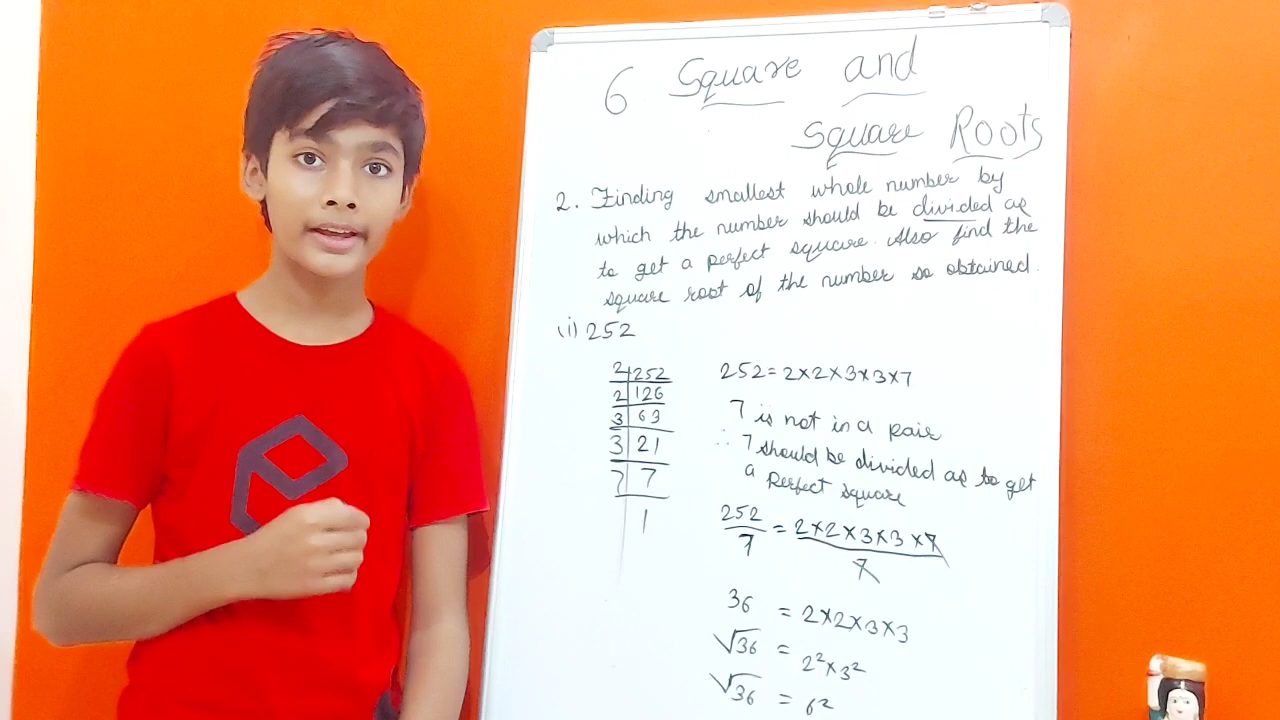 6 Square and
Square Roots
2. Finding smallest whole number by
which the number should be divided as
to get a perfect square. Also find the
square root of the number so obtained.
(i) 252
2 252
2 126
3 63
3 21
7 7
1
252 = 2×2×3×3×7
7 is not in a pair
∴ 7 should be divided as to get
a perfect square
252/7 = 2×2×3×3×7/7
36 = 2×2×3×3
√36 = 2²×3²
√36 = 6²